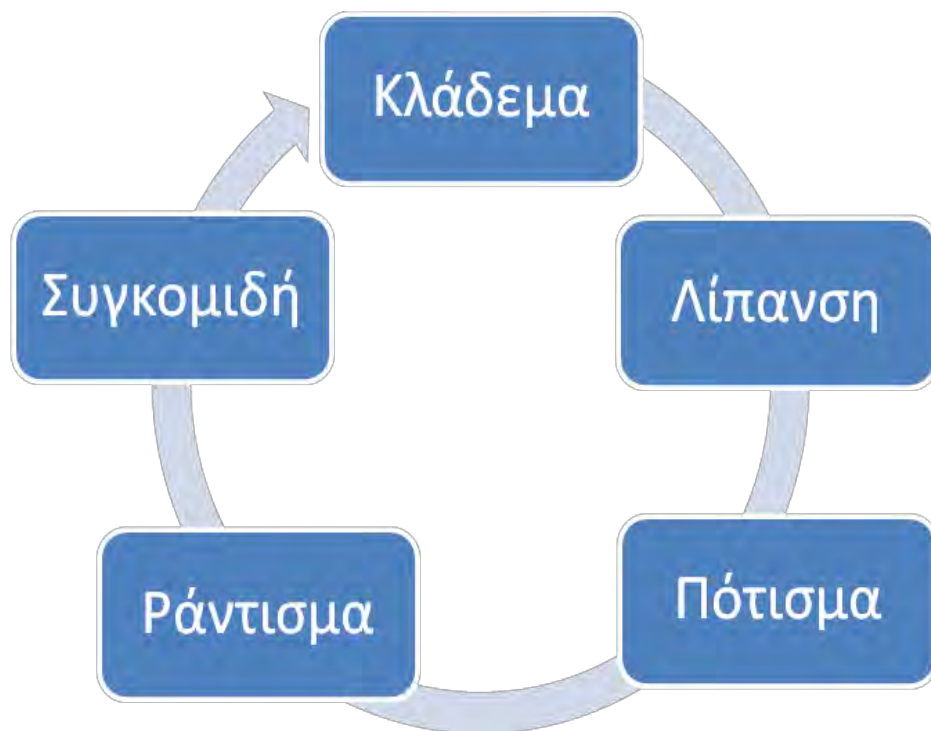 Κλάδεμα
Λίπανση
Πότισμα
Ράντισμα
Συγκομιδή